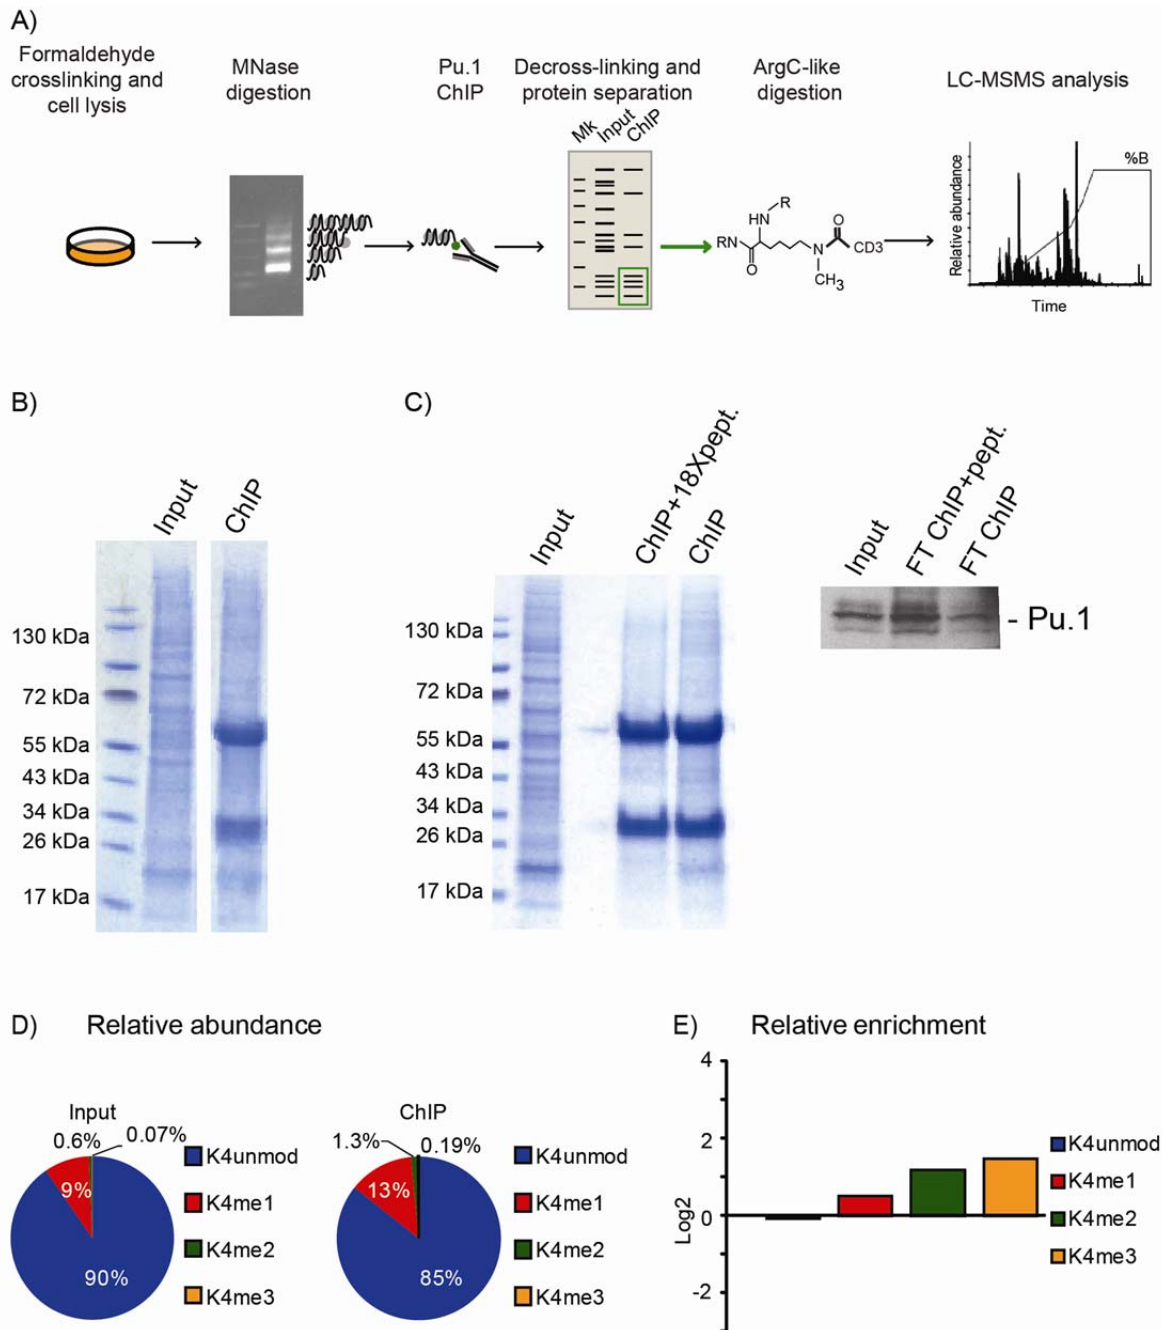 A)
Formaldehyde
crosslinking and
cell lysis
MNase
digestion
Pu.1
ChIP
Decross-linking and
protein separation
Mk
Input
ChIP
ArgC-like
digestion
R
HN
RN
O
N
O
CD3
CH3
LC-MSMS analysis
Relative abundance
%B
Time
B)
Input
ChIP
130 kDa
72 kDa
55 kDa
43 kDa
34 kDa
26 kDa
17 kDa
C)
Input
ChIP+18Xpept.
ChIP
130 kDa
72 kDa
55 kDa
43 kDa
34 kDa
26 kDa
17 kDa
Input
FT ChIP+pept.
FT ChIP
- Pu.1
D) Relative abundance
Input
0.6%
0.07%
9%
90%
K4unmod
K4me1
K4me2
K4me3
ChIP
1.3%
0.19%
13%
85%
K4unmod
K4me1
K4me2
K4me3
E) Relative enrichment
Log2
4
2
0
-2
K4unmod
K4me1
K4me2
K4me3